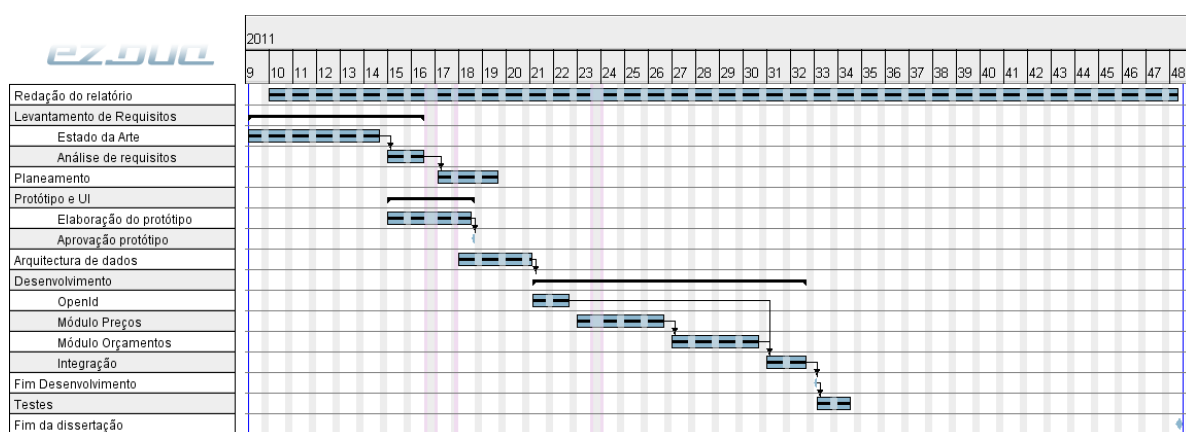 2011
ez.bud
9 10 11 12 13 14 15 16 17 18 19 20 21 22 23 24 25 26 27 28 29 30 31 32 33 34 35 36 37 38 39 40 41 42 43 44 45 46 47 48
Redação do relatório
Levantamento de Requisitos
Estado da Arte
Análise de requisitos
Planeamento
Protótipo e UI
Elaboração do protótipo
Aprovação protótipo
Arquitectura de dados
Desenvolvimento
OpenId
Módulo Preços
Módulo Orçamentos
Integração
Fim Desenvolvimento
Testes
Fim da dissertação